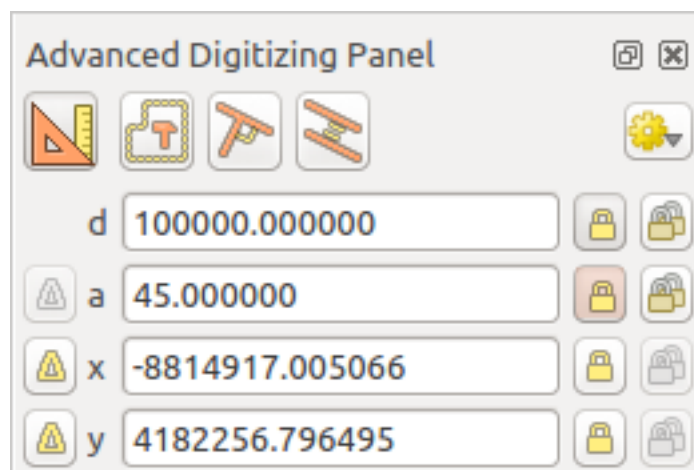 Advanced Digitizing Panel
d 100000.000000
a 45.000000
x -8814917.005066
y 4182256.796495